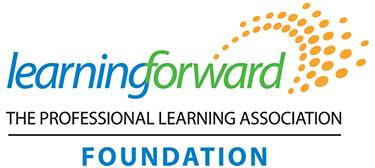 learningforward
THE PROFESSIONAL LEARNING ASSOCIATION
FOUNDATION